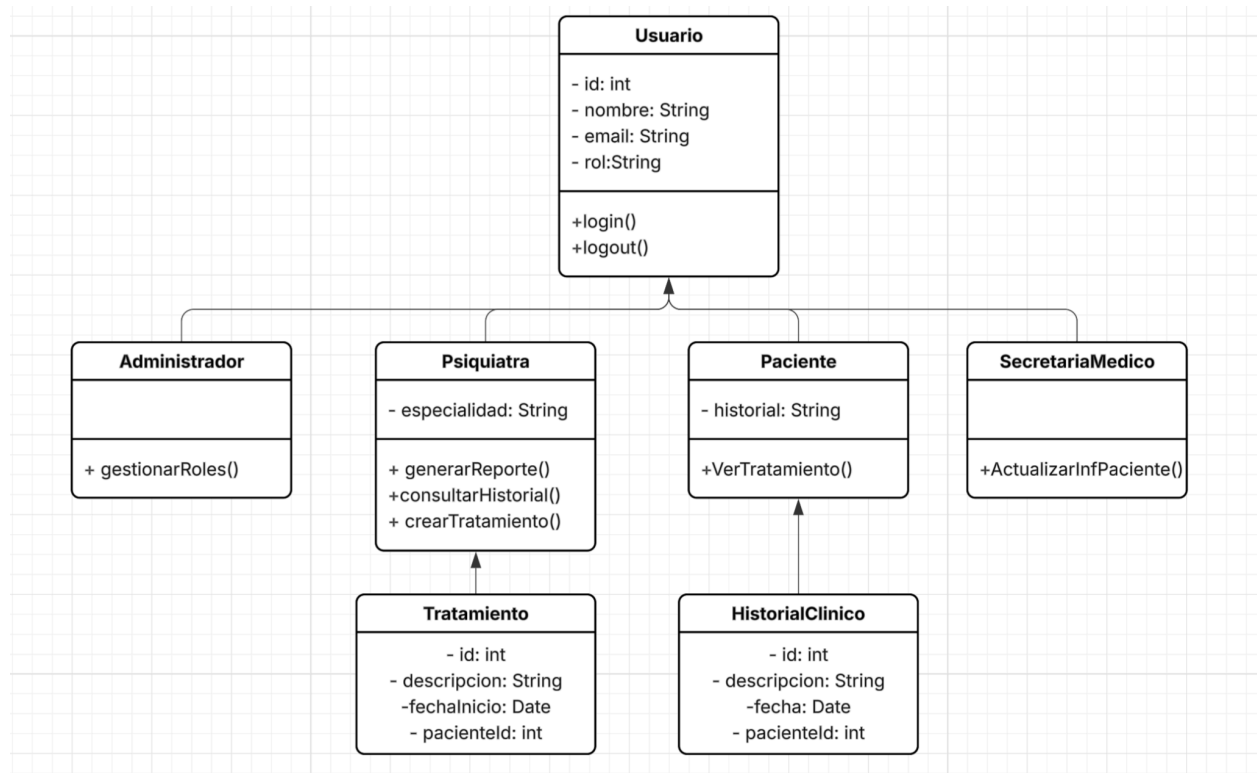 Usuario
- id: int
- nombre: String
- email: String
- rol:String
+login()
+logout()
Administrador
+ gestionarRoles()
Psiquiatra
- especialidad: String
+ generarReporte()
+consultarHistorial()
+ crearTratamiento()
Paciente
- historial: String
+VerTratamiento()
SecretariaMedico
+ActualizarInfPaciente()
Tratamiento
- id: int
- descripcion: String
-fechaInicio: Date
- pacienteId: int
HistorialClinico
- id: int
- descripcion: String
-fecha: Date
- pacienteId: int